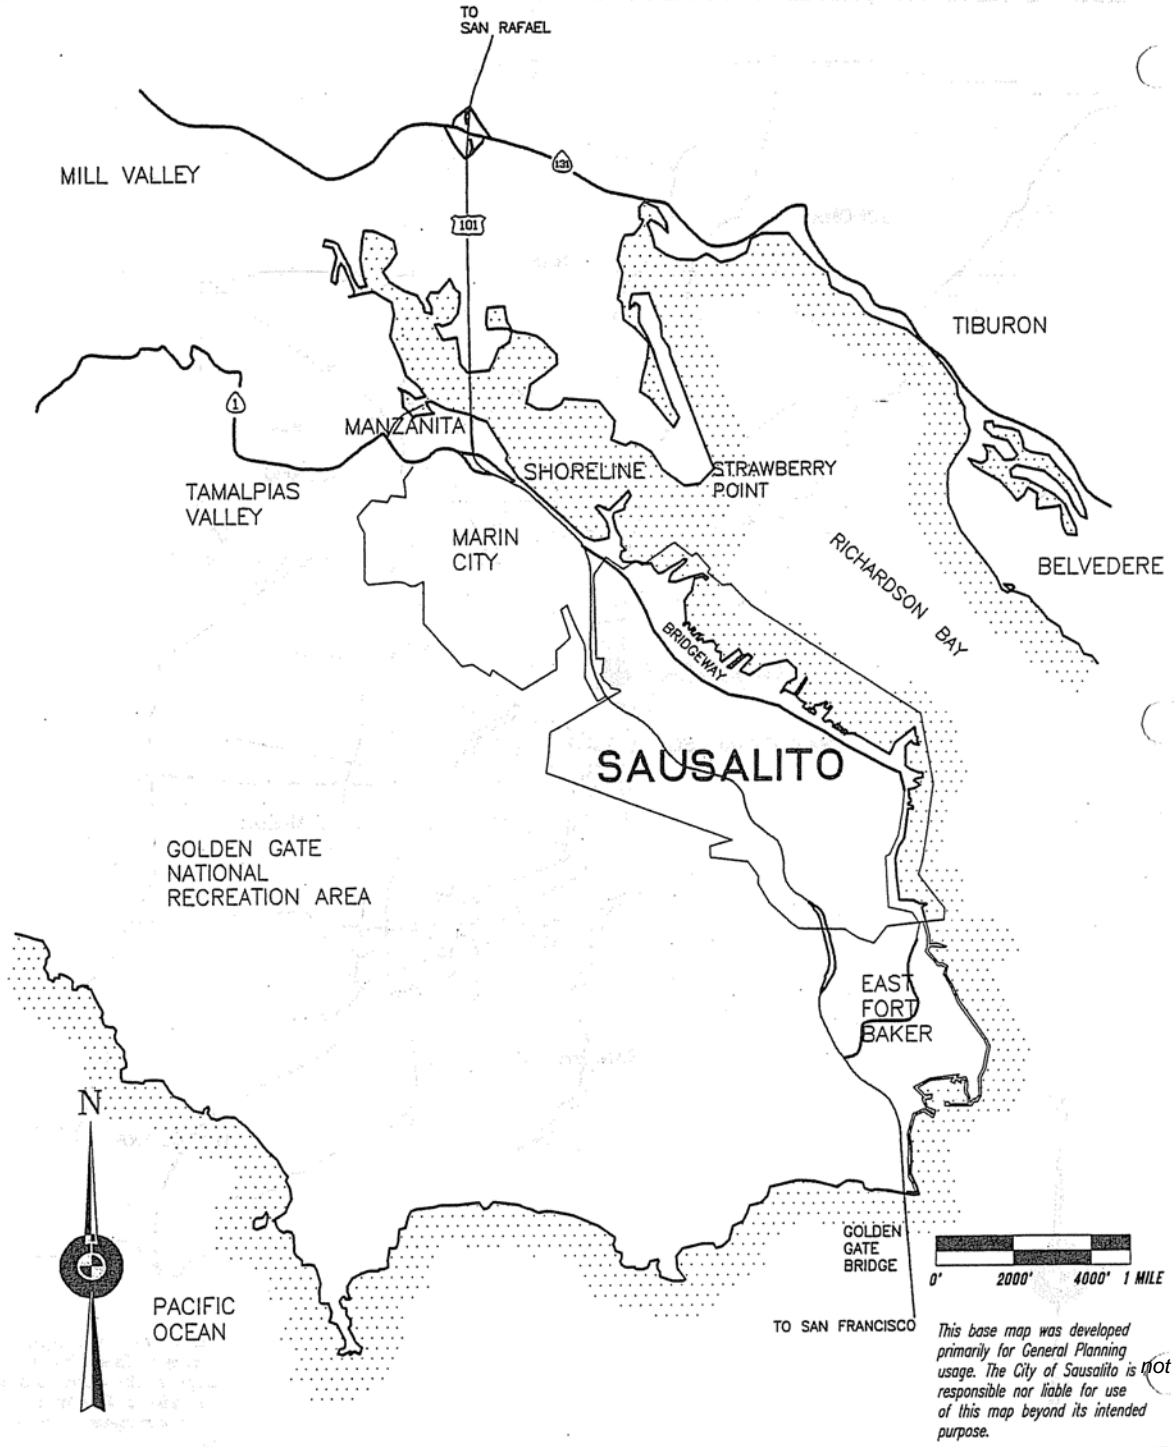 TO
SAN RAFAEL
MILL VALLEY
131
101
TIBURON
1
MANZANITA
SHORELINE
STRAWBERRY
POINT
TAMALPIAS
VALLEY
MARIN
CITY
RICHARDSON BAY
BELVEDERE
BRIDGEWAY
SAUSALITO
GOLDEN GATE
NATIONAL
RECREATION AREA
EAST
FORT
BAKER
N
GOLDEN
GATE
BRIDGE
0' 2000' 4000' 1 MILE
PACIFIC
OCEAN
TO SAN FRANCISCO
This base map was developed
primarily for General Planning
usage. The City of Sausalito is not
responsible nor liable for use
of this map beyond its intended
purpose.